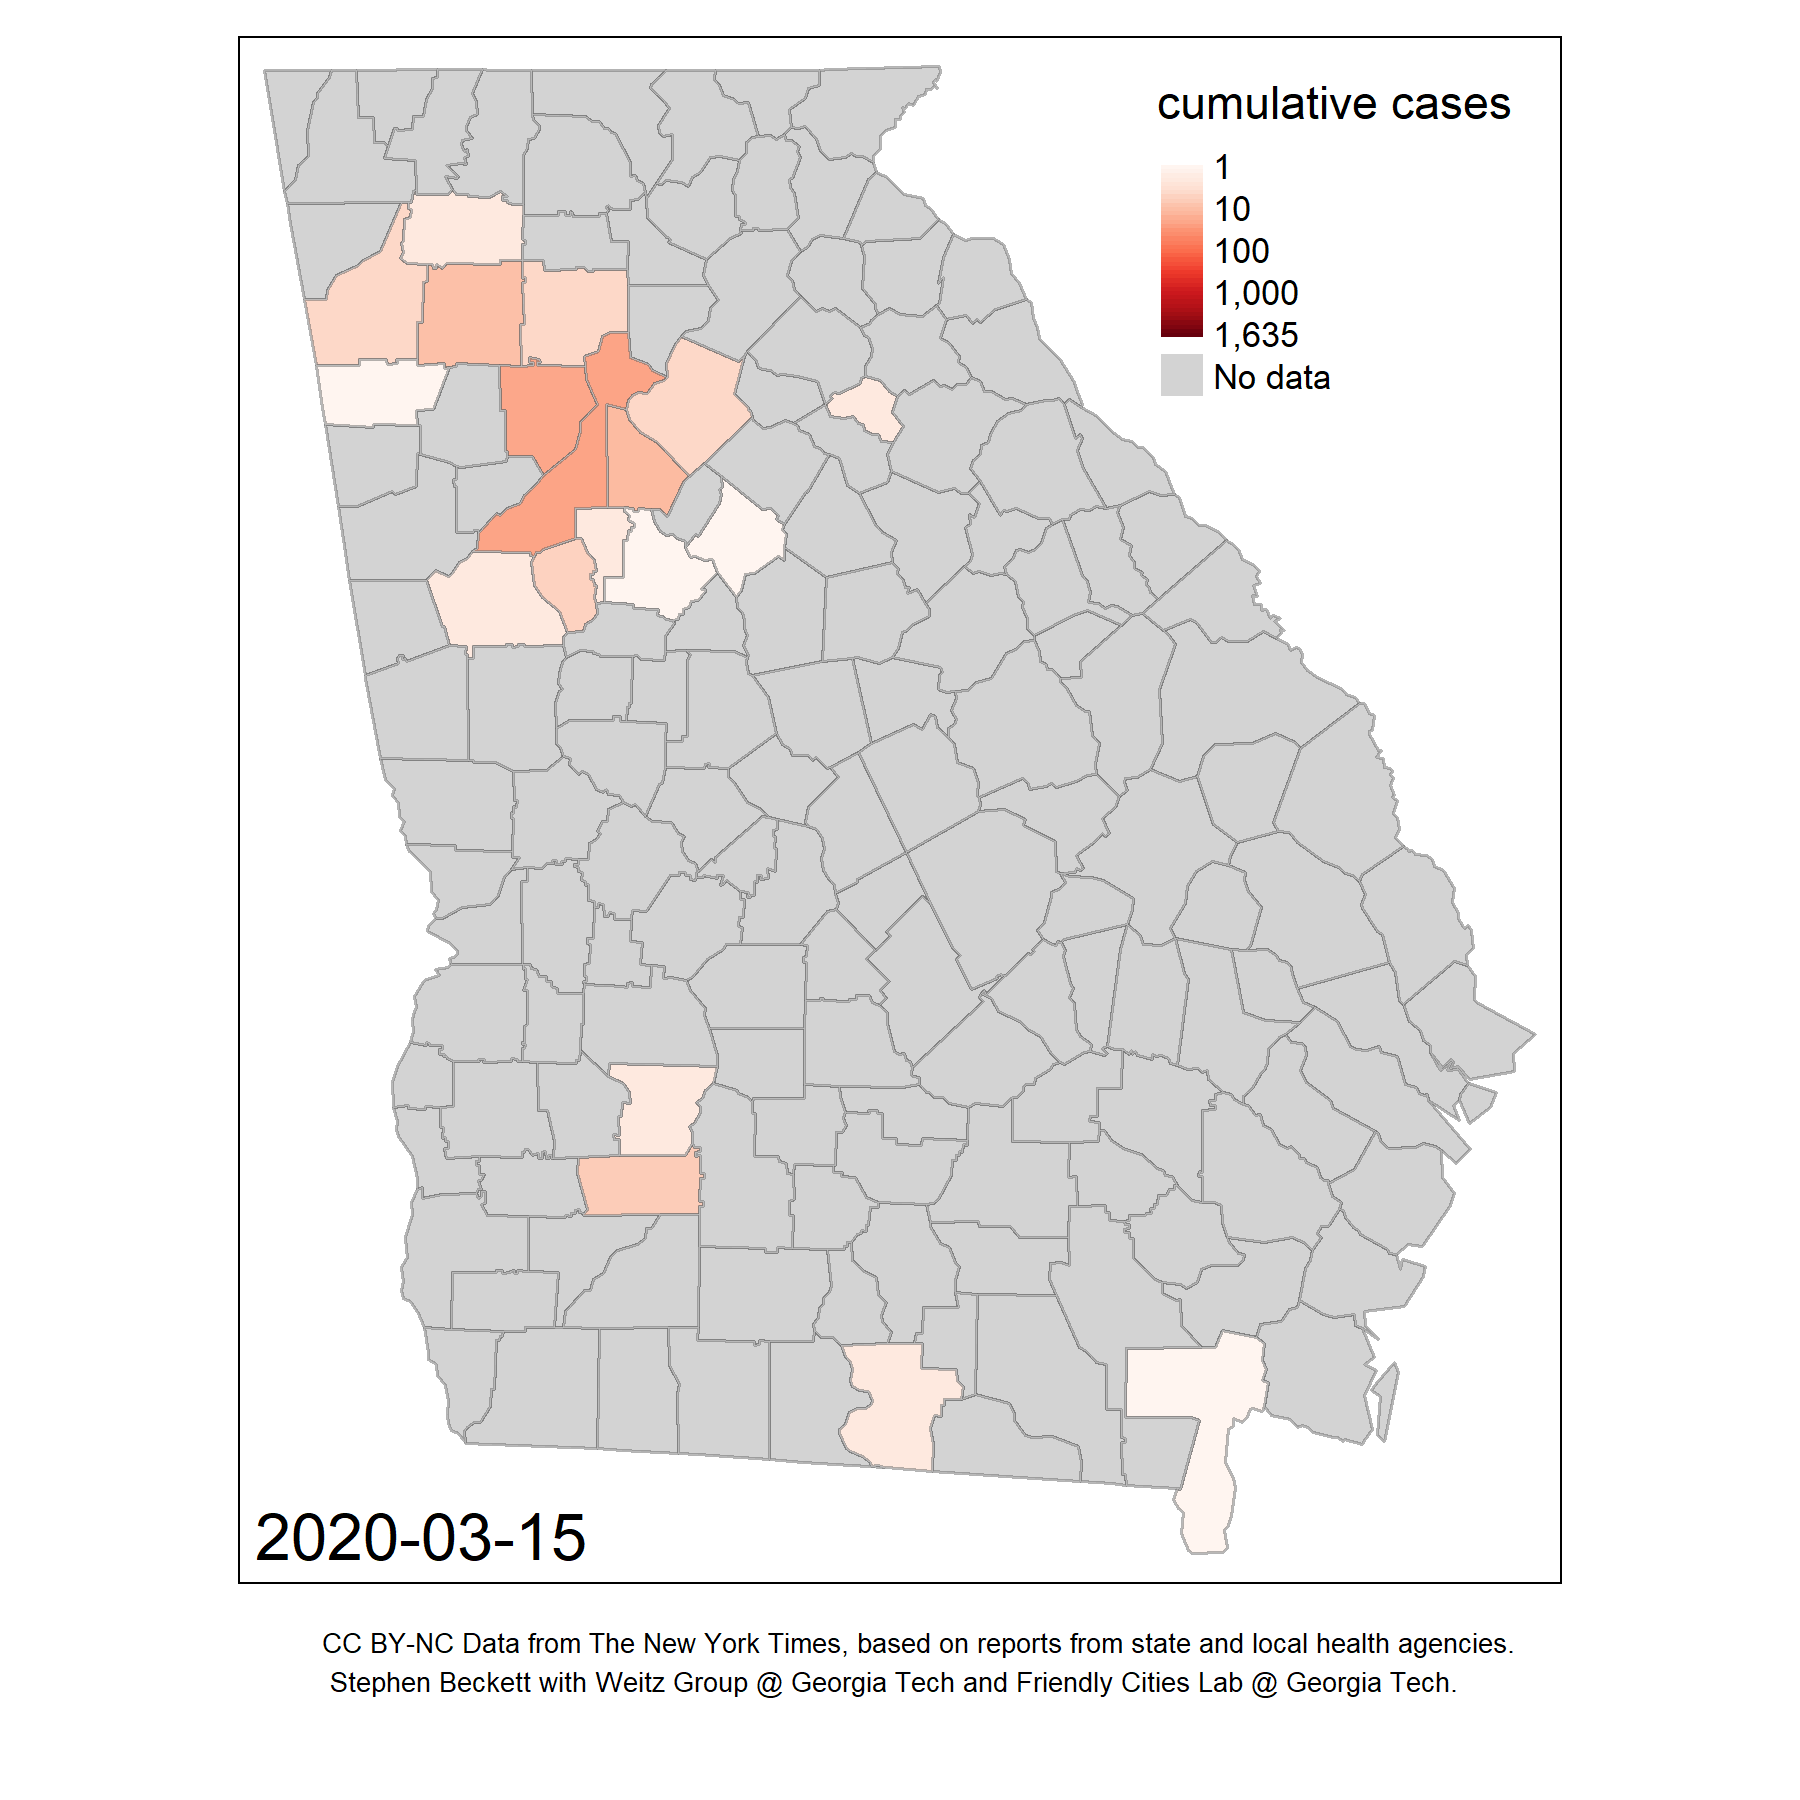 cumulative cases
1
10
100
1,000
1,635
No data
2020-03-15
CC BY-NC Data from The New York Times, based on reports from state and local health agencies.
Stephen Beckett with Weitz Group @ Georgia Tech and Friendly Cities Lab @ Georgia Tech.